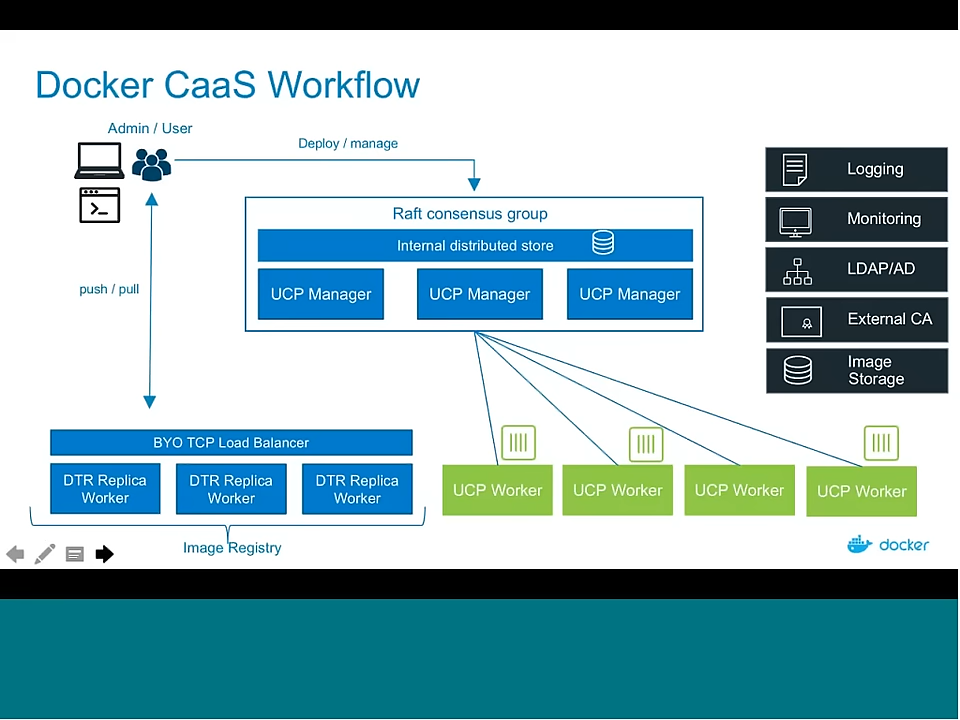 Docker CaaS Workflow
Admin / User
Deploy / manage
Raft consensus group
Internal distributed store
UCP Manager
UCP Manager
UCP Manager
push / pull
Logging
Monitoring
LDAP/AD
External CA
Image
Storage
BYO TCP Load Balancer
DTR Replica
Worker
DTR Replica
Worker
DTR Replica
Worker
Image Registry
UCP Worker
UCP Worker
UCP Worker
UCP Worker
docker